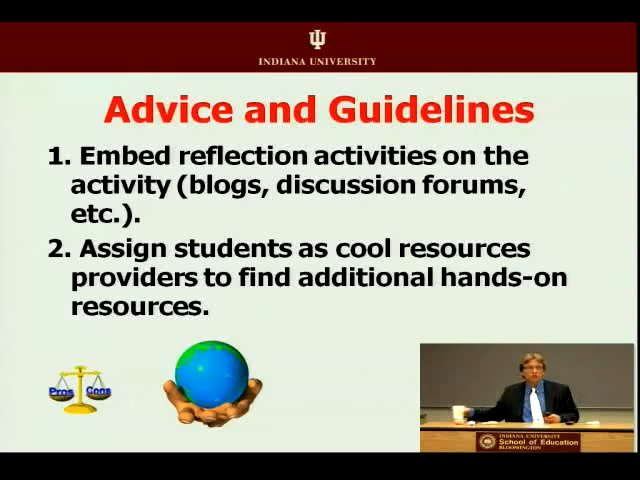 INDIANA UNIVERSITY
Advice and Guidelines
1. Embed reflection activities on the
activity (blogs, discussion forums,
etc.).
2. Assign students as cool resources
providers to find additional hands-on
resources.
Pros Cons
INDIANA UNIVERSITY
School of Education
BLOOMINGTON